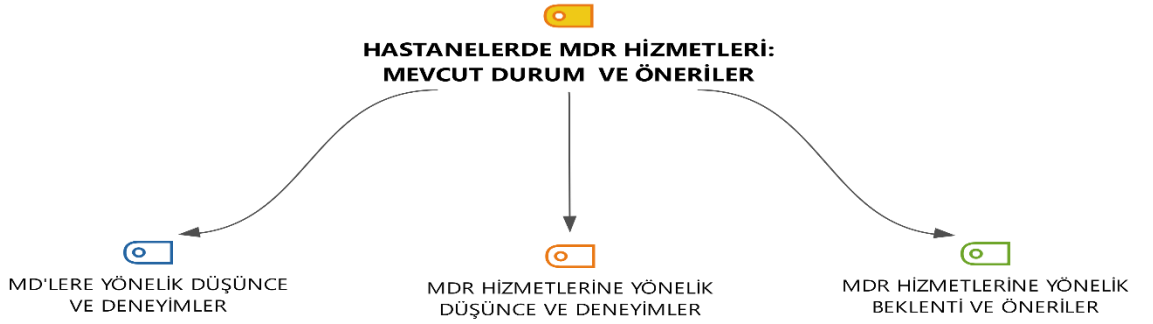 HASTANELERDE MDR HİZMETLERİ:
MEVCUT DURUM VE ÖNERİLER
MD'LERE YÖNELİK DÜŞÜNCE
VE DENEYİMLER
MDR HİZMETLERİNE YÖNELİK
DÜŞÜNCE VE DENEYİMLER
MDR HİZMETLERİNE YÖNELİK
BEKLENTİ VE ÖNERİLER